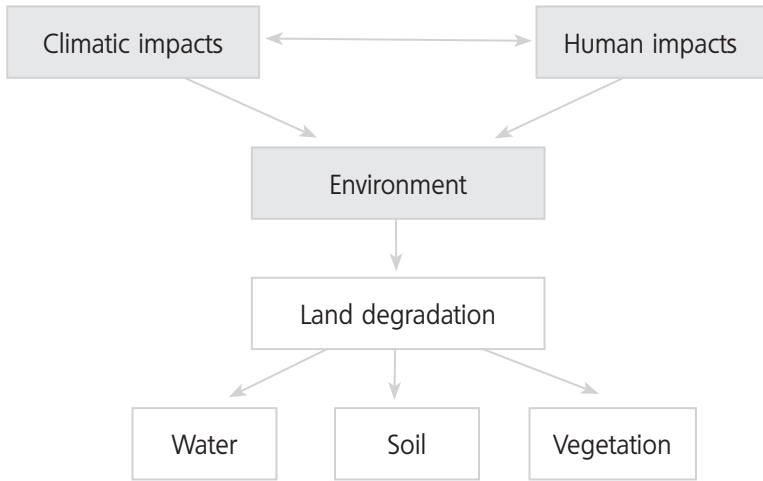 Climatic impacts
Human impacts
Environment
Land degradation
Water
Soil
Vegetation